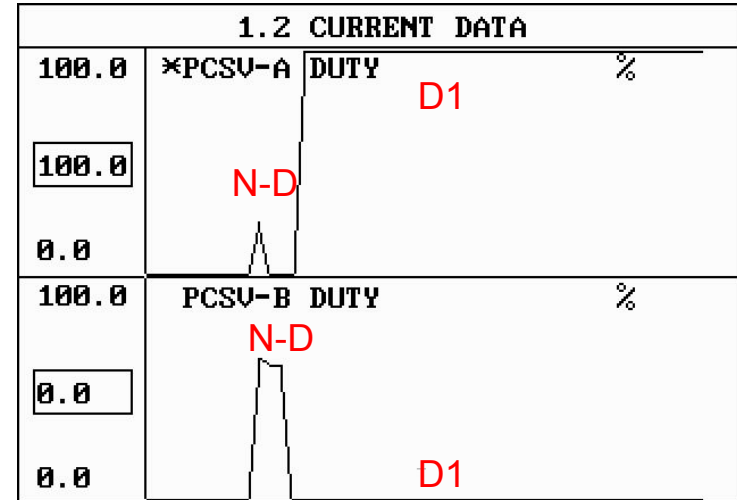 1.2 CURRENT DATA
100.0 *PCSV-A DUTY %
D1
100.0
N-D
0.0
100.0 PCSV-B DUTY %
N-D
0.0
0.0 D1